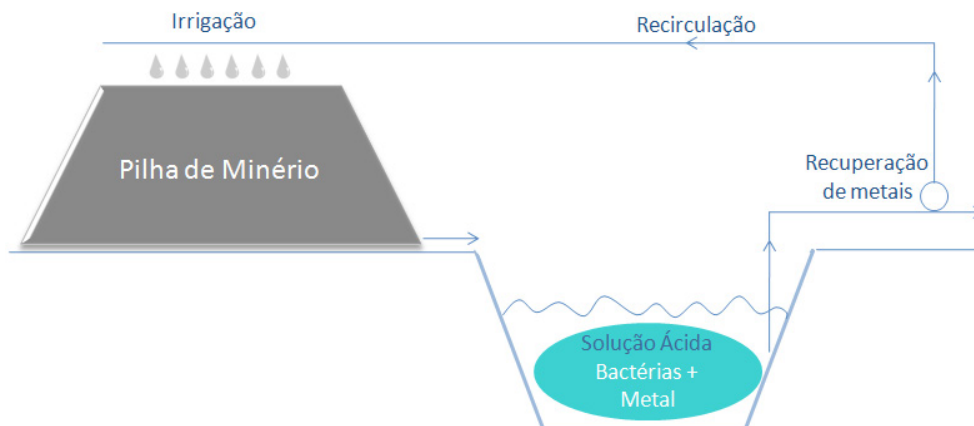 Irrigação
Recirculação
Pilha de Minério
Recuperação
de metais
Solução Ácida
Bactérias +
Metal